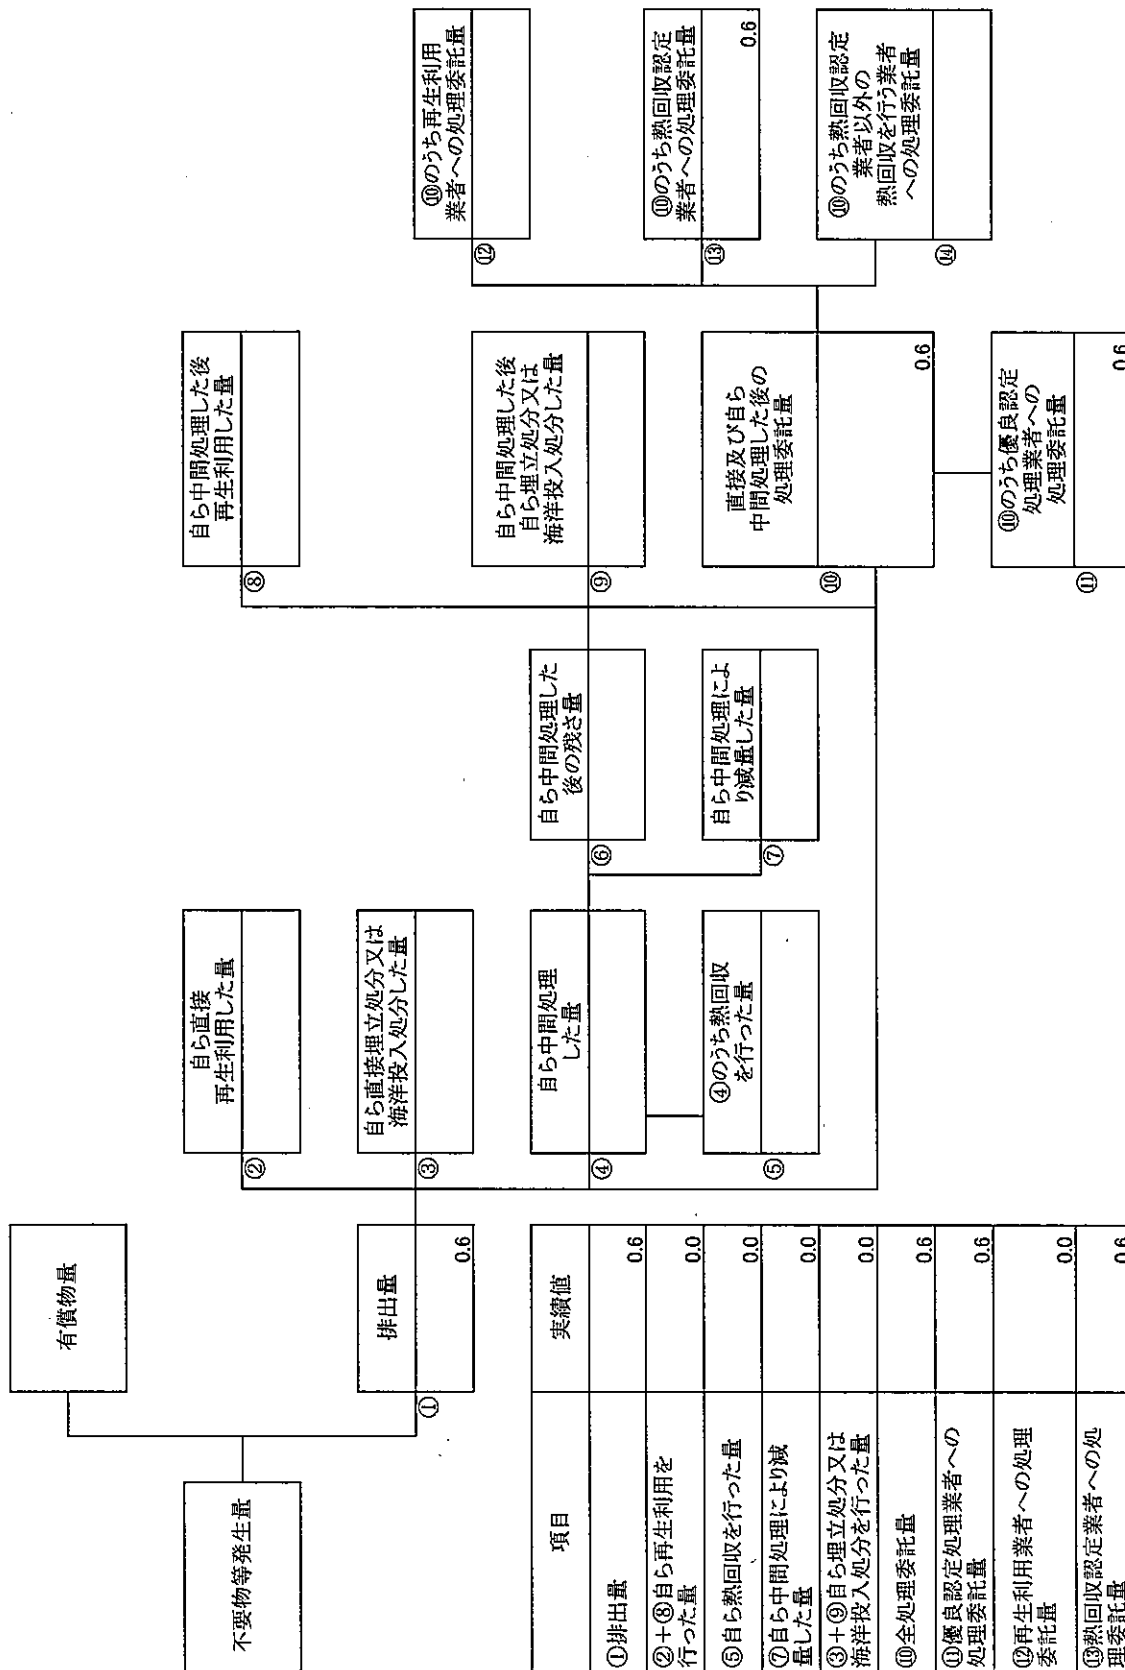 不要物等発生量
有償物量
排出量
①
0.6
自ら直接
再生利用した量
②
自ら直接埋立処分又は
海洋投入処分した量
③
自ら中間処理
した量
④
④のうち熱回収
を行った量
⑤
自ら中間処理した
後の残さ量
⑥
自ら中間処理によ
り減量した量
⑦
自ら中間処理した後
再生利用した量
⑧
自ら中間処理した後
自ら埋立処分又は
海洋投入処分した量
⑨
直接及び自ら
中間処理した後の
処理委託量
⑩
0.6
⑩のうち優良認定
処理業者への
処理委託量
⑪
0.6
⑩のうち再生利用
業者への処理委託量
⑫
⑩のうち熱回収認定
業者への処理委託量
⑬
0.6
⑩のうち熱回収認定
業者以外の
熱回収を行う業者
への処理委託量
⑭
項目 実績値
①排出量 0.6
②+⑧自ら再生利用を
行った量 0.0
⑤自ら熱回収を行った量 0.0
⑦自ら中間処理により減
量した量 0.0
③+⑨自ら埋立処分又は
海洋投入処分を行った量 0.0
⑩全処理委託量 0.6
⑪優良認定処理業者への
処理委託量 0.6
⑫再生利用業者への処理
委託量 0.0
⑬熱回収認定業者への処
理委託量 0.6